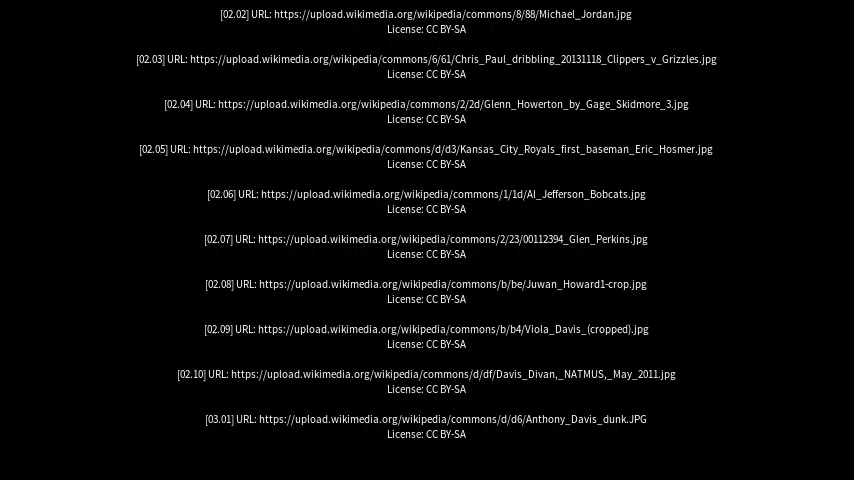 [02.02] URL: https://upload.wikimedia.org/wikipedia/commons/8/88/Michael_Jordan.jpg
License: CC BY-SA
[02.03] URL: https://upload.wikimedia.org/wikipedia/commons/6/61/Chris_Paul_dribbling_20131118_Clippers_v_Grizzles.jpg
License: CC BY-SA
[02.04] URL: https://upload.wikimedia.org/wikipedia/commons/2/2d/Glenn_Howerton_by_Gage_Skidmore_3.jpg
License: CC BY-SA
[02.05] URL: https://upload.wikimedia.org/wikipedia/commons/d/d3/Kansas_City_Royals_first_baseman_Eric_Hosmer.jpg
License: CC BY-SA
[02.06] URL: https://upload.wikimedia.org/wikipedia/commons/1/1d/Al_Jefferson_Bobcats.jpg
License: CC BY-SA
[02.07] URL: https://upload.wikimedia.org/wikipedia/commons/2/23/00112394_Glen_Perkins.jpg
License: CC BY-SA
[02.08] URL: https://upload.wikimedia.org/wikipedia/commons/b/be/Juwan_Howard1-crop.jpg
License: CC BY-SA
[02.09] URL: https://upload.wikimedia.org/wikipedia/commons/b/b4/Viola_Davis_(cropped).jpg
License: CC BY-SA
[02.10] URL: https://upload.wikimedia.org/wikipedia/commons/d/df/Davis_Divan,_NATMUS,_May_2011.jpg
License: CC BY-SA
[03.01] URL: https://upload.wikimedia.org/wikipedia/commons/d/d6/Anthony_Davis_dunk.JPG
License: CC BY-SA